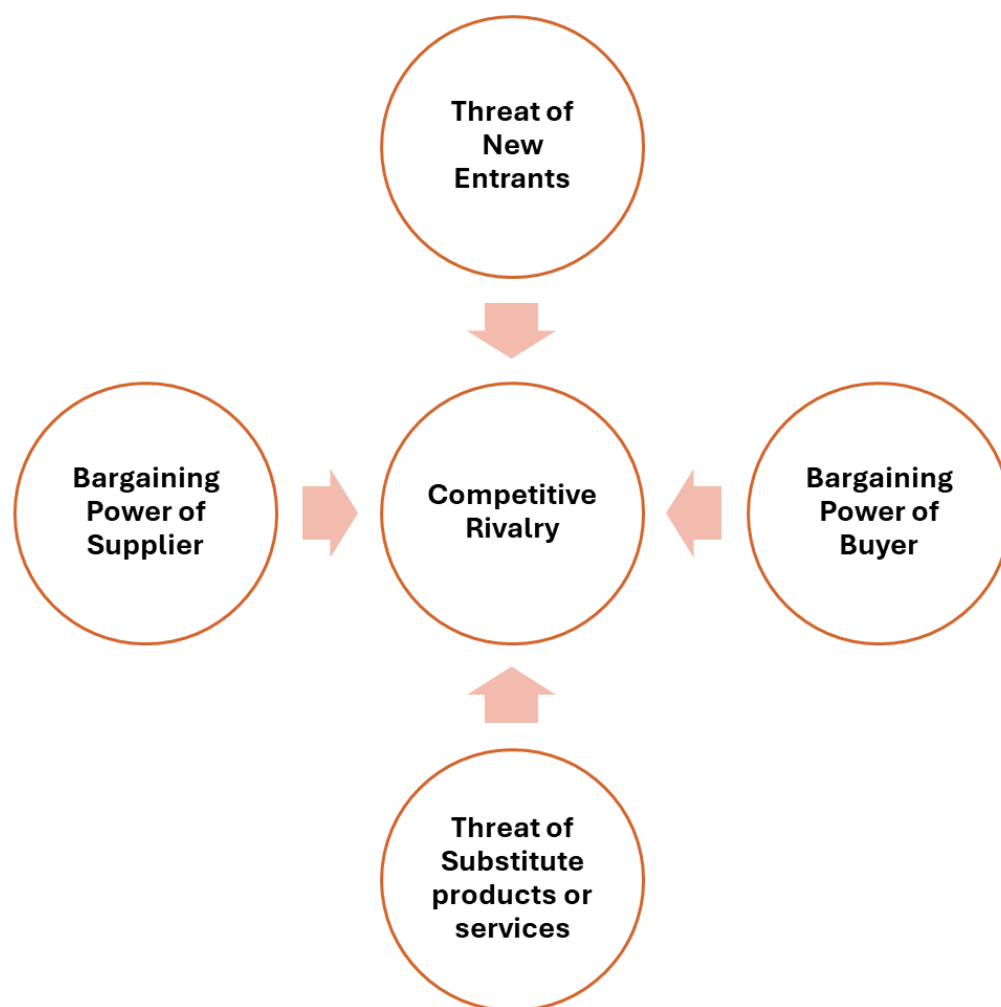 Threat of
New
Entrants
Bargaining
Power of
Supplier
Competitive
Rivalry
Bargaining
Power of
Buyer
Threat of
Substitute
products or
services